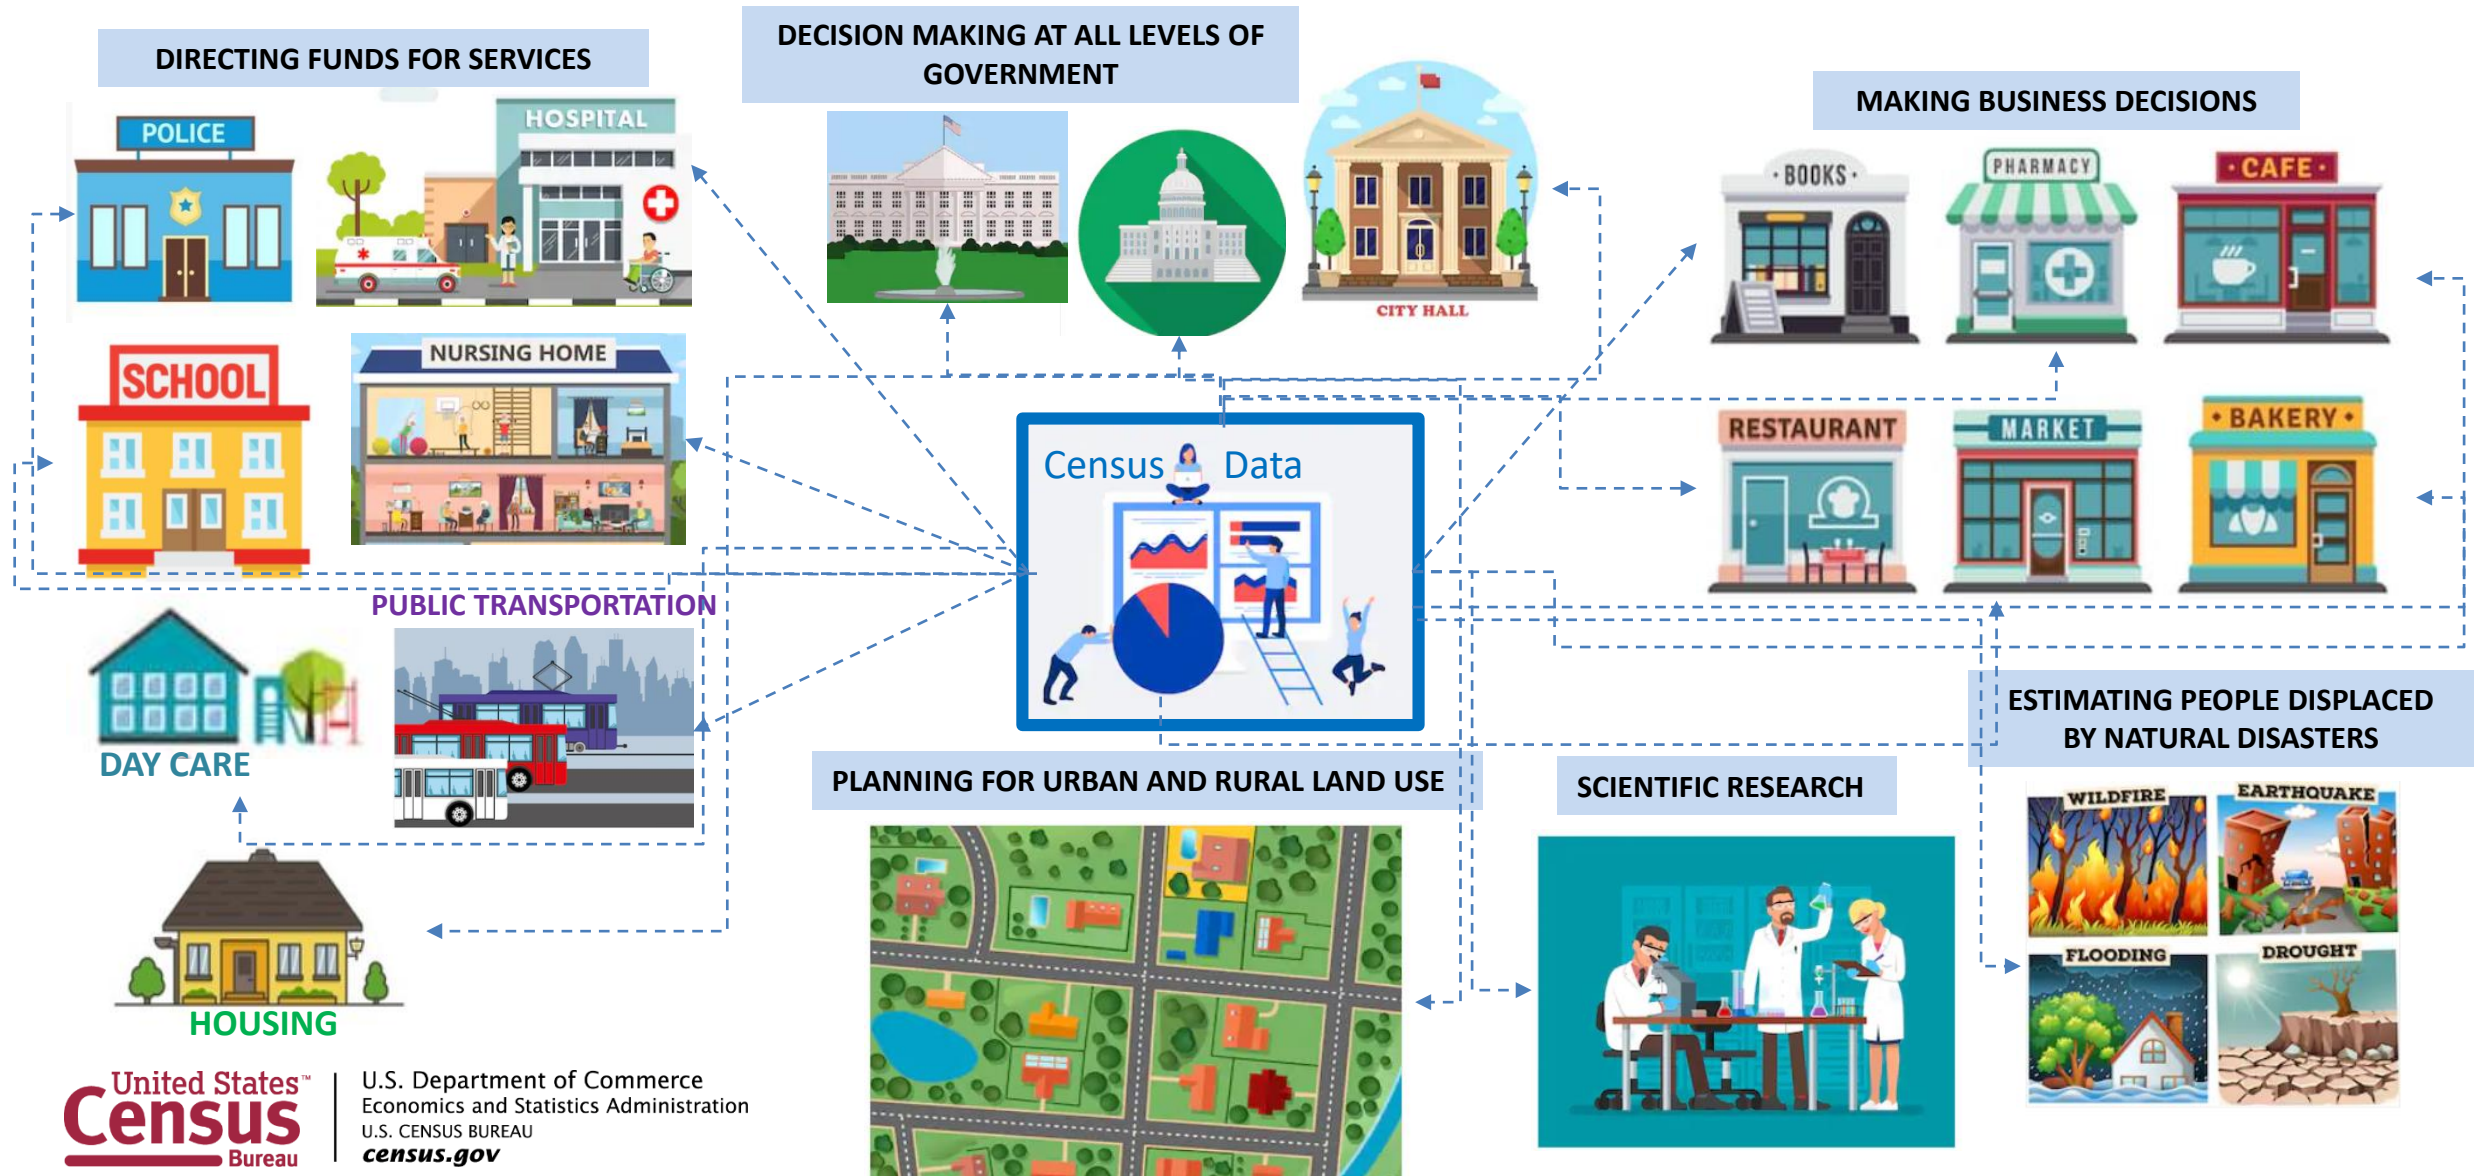 DIRECTING FUNDS FOR SERVICES
POLICE
HOSPITAL
SCHOOL
NURSING HOME
PUBLIC TRANSPORTATION
DAY CARE
HOUSING
DECISION MAKING AT ALL LEVELS OF
GOVERNMENT
CITY HALL
MAKING BUSINESS DECISIONS
• BOOKS •
PHARMACY
• CAFE •
RESTAURANT
MARKET
• BAKERY •
Census Data
PLANNING FOR URBAN AND RURAL LAND USE
SCIENTIFIC RESEARCH
ESTIMATING PEOPLE DISPLACED
BY NATURAL DISASTERS
WILDFIRE
EARTHQUAKE
FLOODING
DROUGHT
United States™
Census
Bureau
U.S. Department of Commerce
Economics and Statistics Administration
U.S. CENSUS BUREAU
census.gov